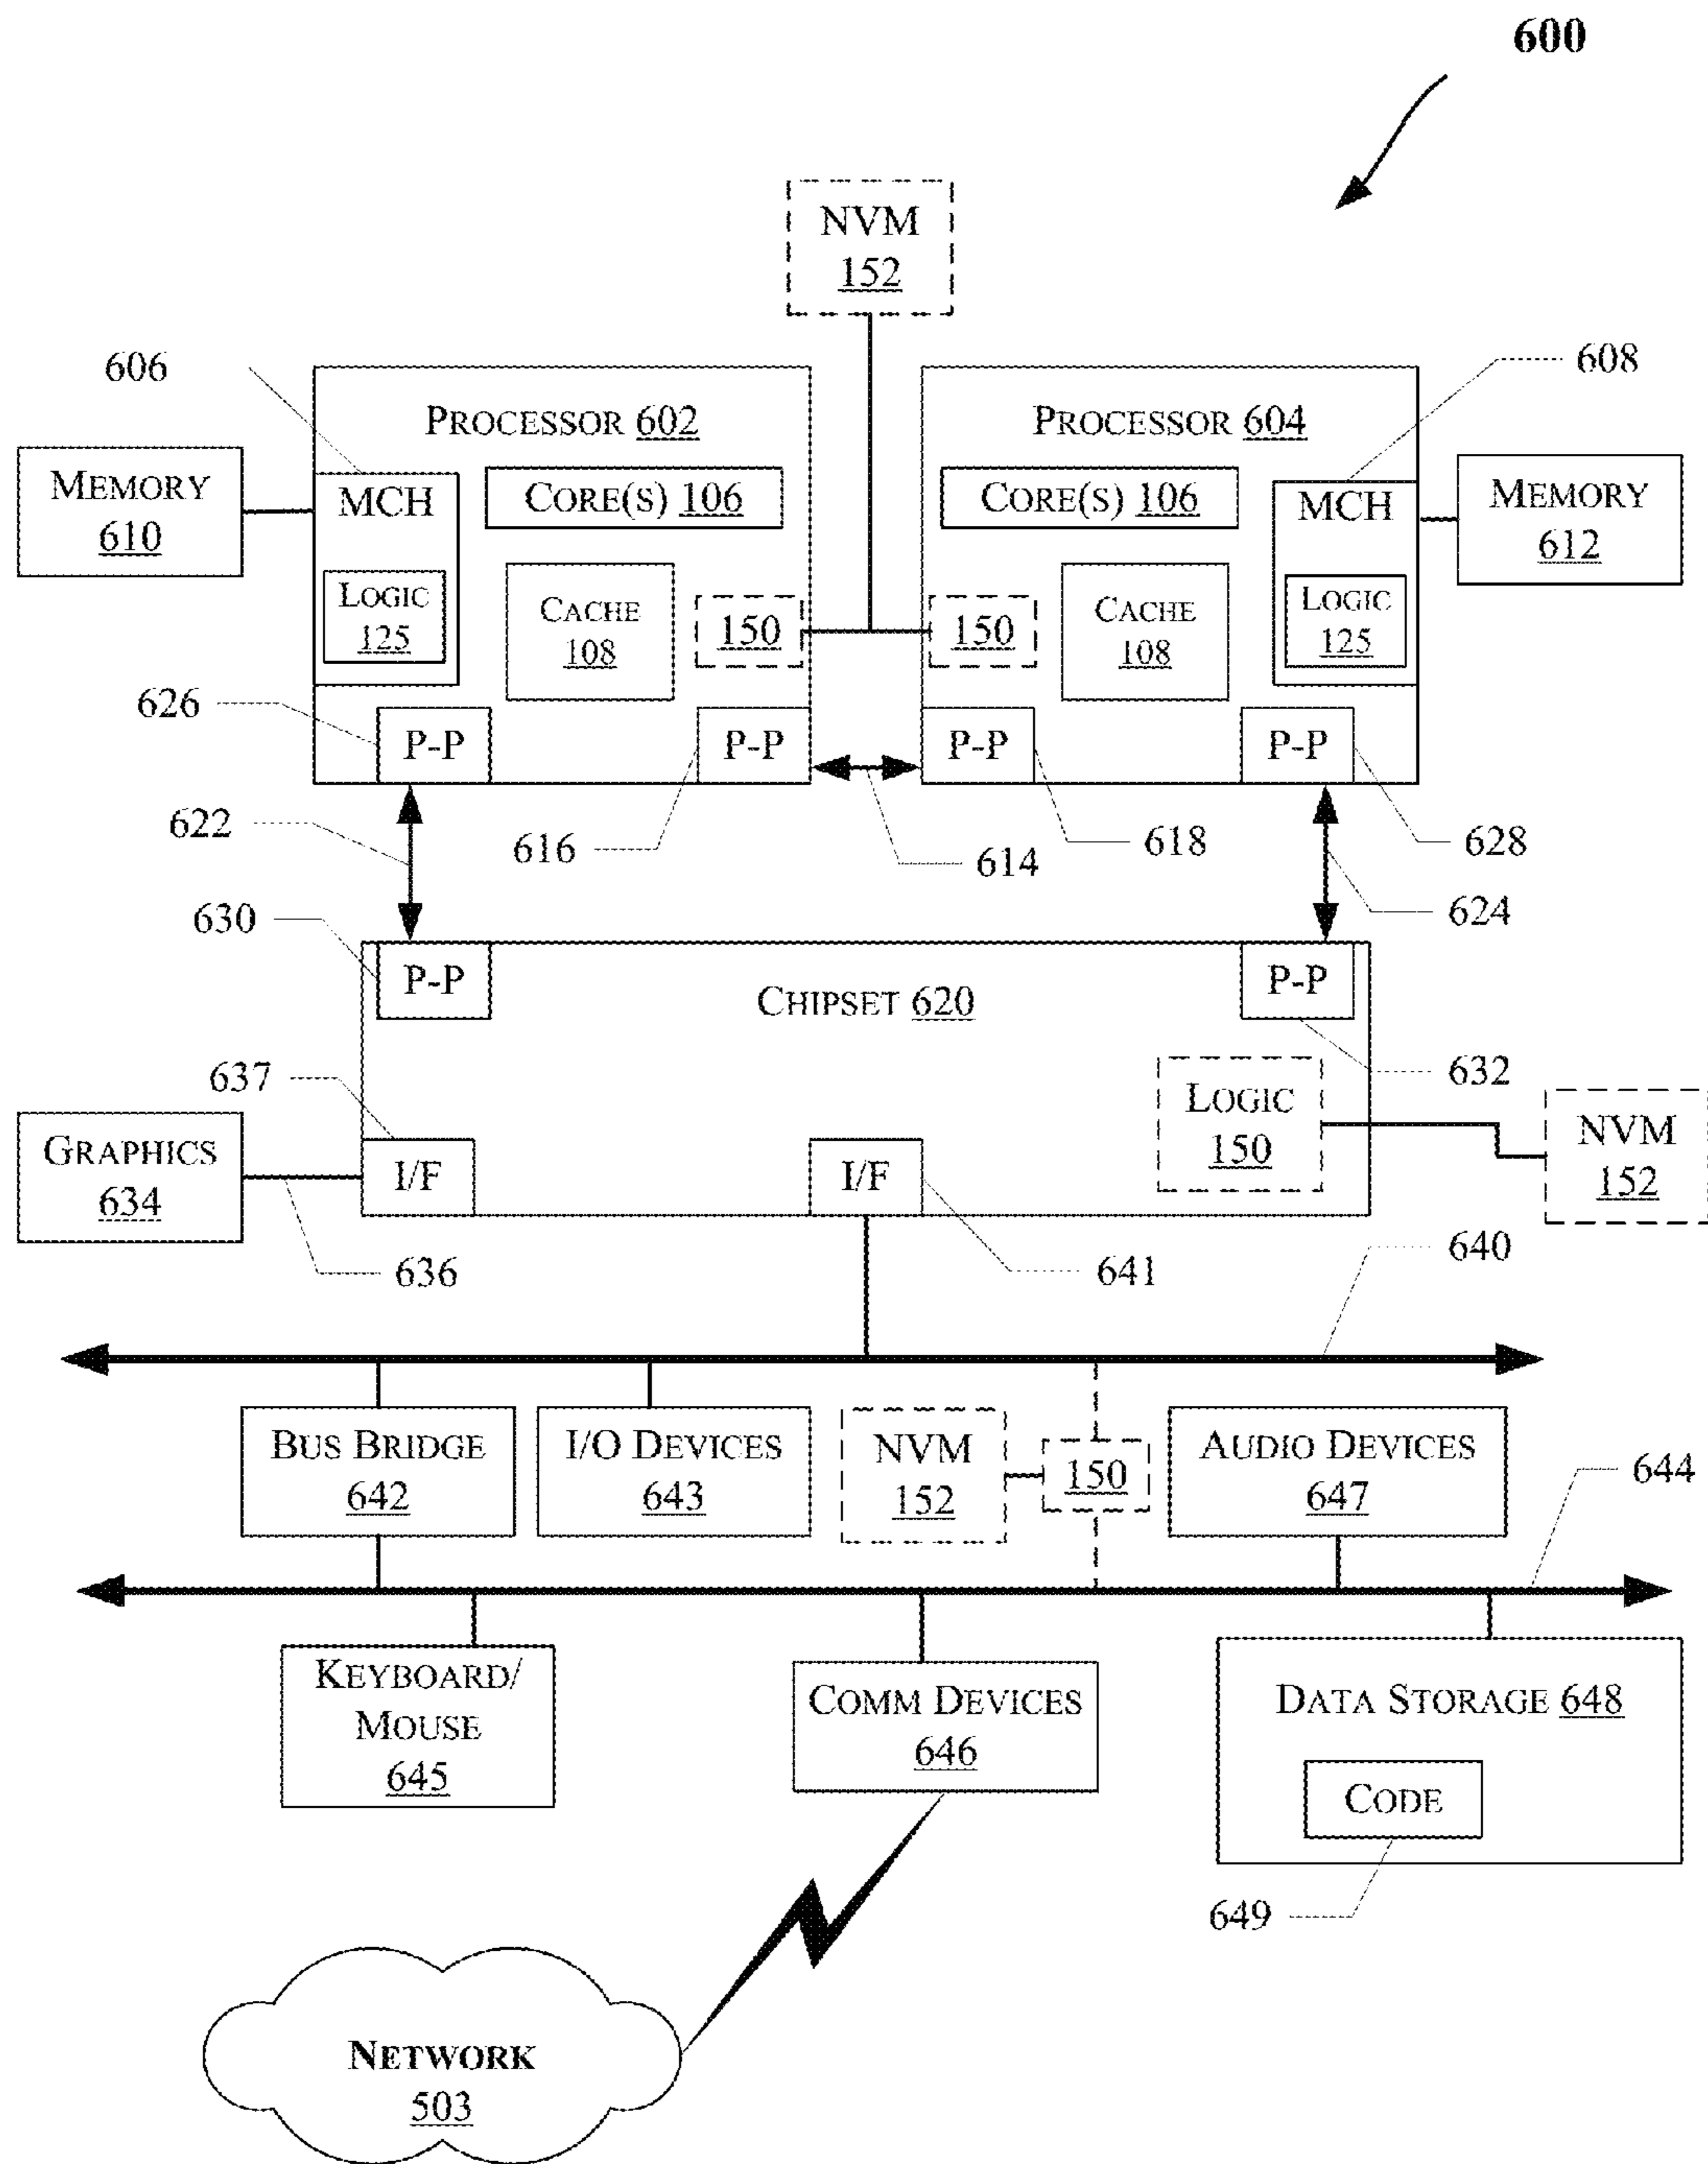 600
NVM
152
606
608
PROCESSOR 602
PROCESSOR 604
MEMORY
610
MCH
CORE(S) 106
CORE(S) 106
MCH
MEMORY
612
LOGIC
125
CACHE
108
150
150
CACHE
108
LOGIC
125
626
P-P
P-P
P-P
P-P
622
616
614
618
628
630
624
P-P
CHIPSET 620
P-P
637
632
LOGIC
150
NVM
152
GRAPHICS
634
I/F
I/F
636
641
640
BUS BRIDGE
642
I/O DEVICES
643
NVM
152
150
AUDIO DEVICES
647
644
KEYBOARD/
MOUSE
645
COMM DEVICES
646
DATA STORAGE 648
CODE
649
NETWORK
503